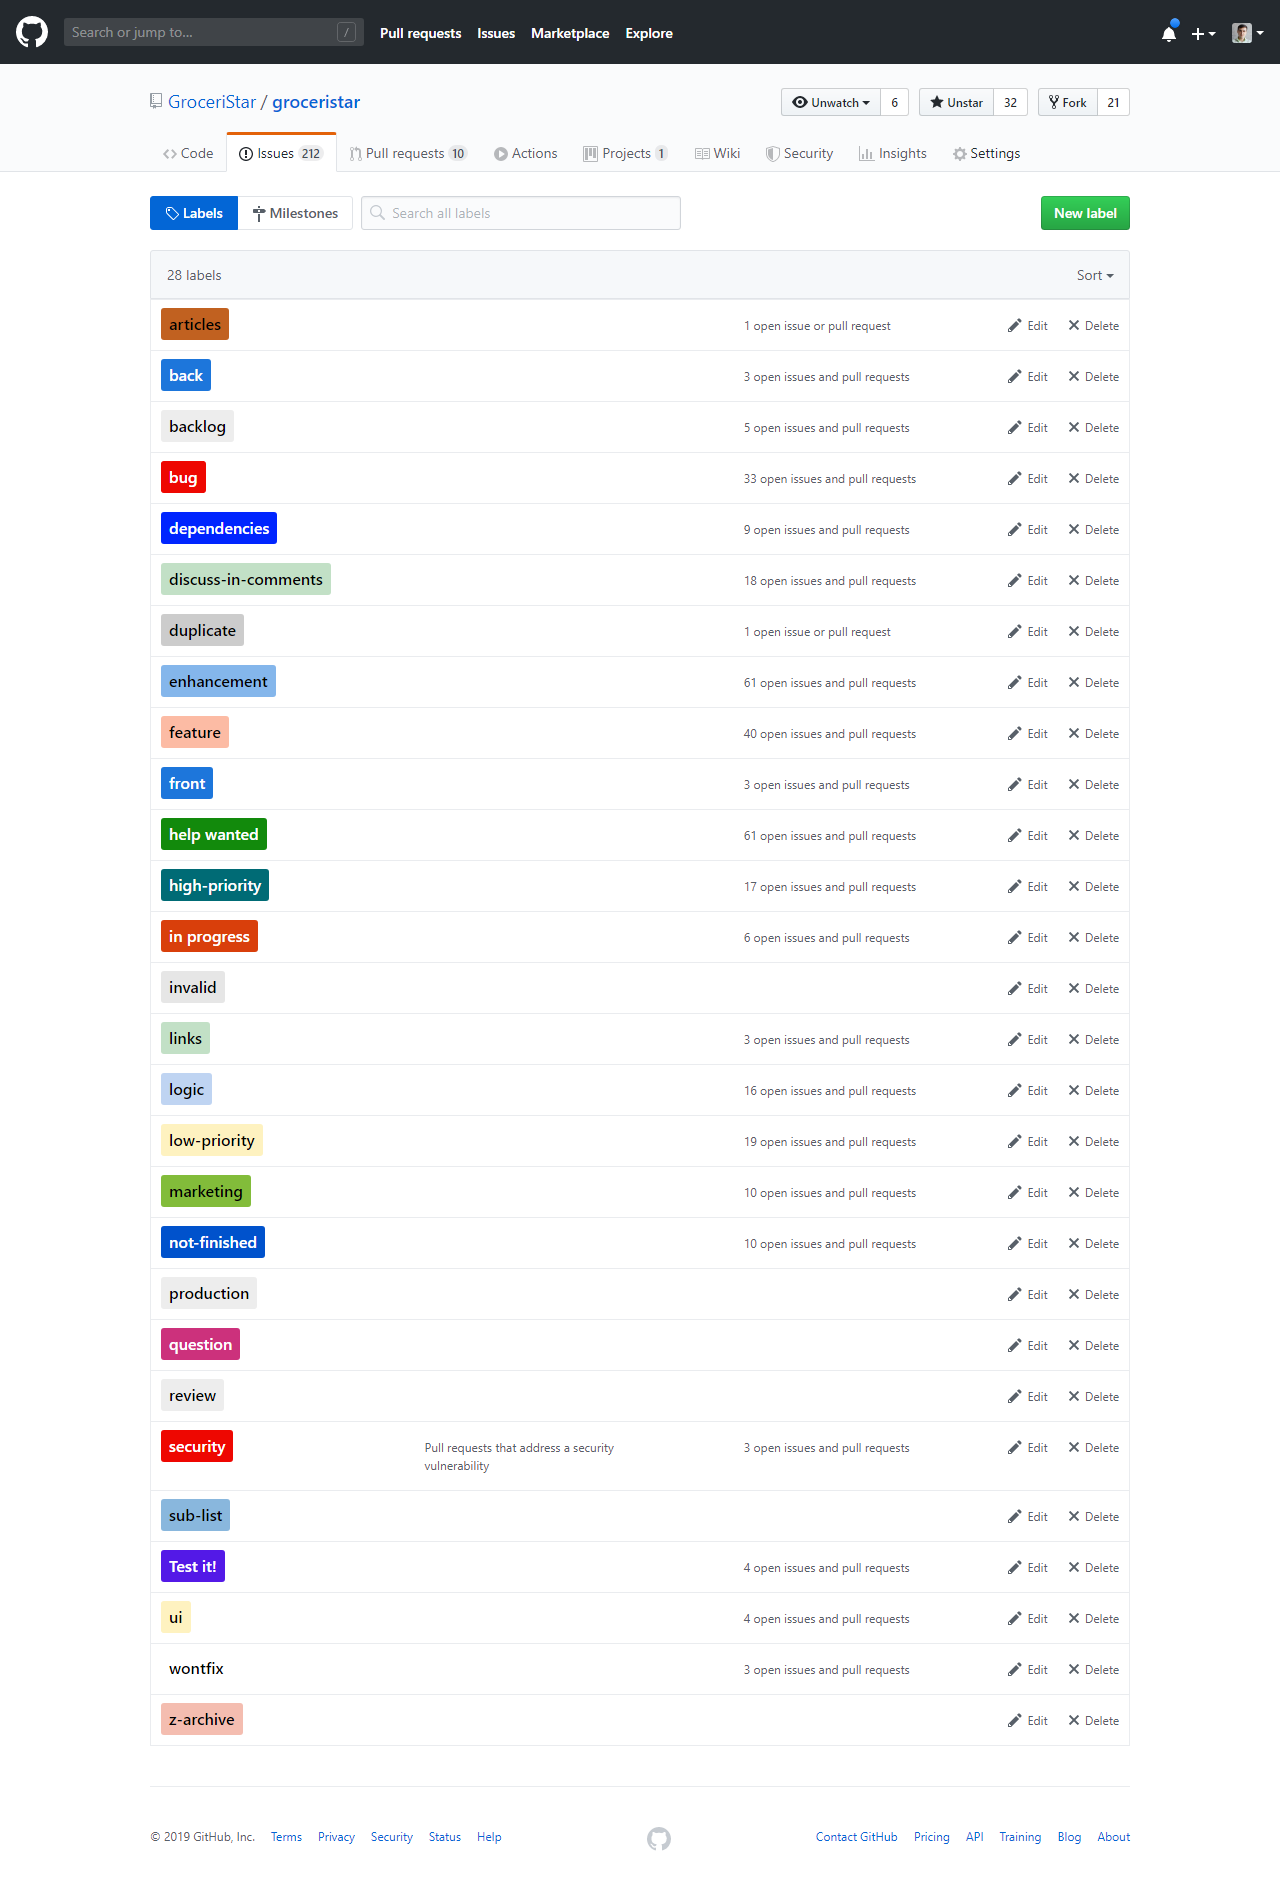 Search or jump to... / Pull requests Issues Marketplace Explore
GroceriStar / groceristar Unwatch 6 Unstar 32 Fork 21
Code Issues 212 Pull requests 10 Actions Projects 1 Wiki Security Insights Settings
Labels Milestones Search all labels New label
28 labels Sort
articles 1 open issue or pull request Edit Delete
back 3 open issues and pull requests Edit Delete
backlog 5 open issues and pull requests Edit Delete
bug 33 open issues and pull requests Edit Delete
dependencies 9 open issues and pull requests Edit Delete
discuss-in-comments 18 open issues and pull requests Edit Delete
duplicate 1 open issue or pull request Edit Delete
enhancement 61 open issues and pull requests Edit Delete
feature 40 open issues and pull requests Edit Delete
front 3 open issues and pull requests Edit Delete
help wanted 61 open issues and pull requests Edit Delete
high-priority 17 open issues and pull requests Edit Delete
in progress 6 open issues and pull requests Edit Delete
invalid Edit Delete
links 3 open issues and pull requests Edit Delete
logic 16 open issues and pull requests Edit Delete
low-priority 19 open issues and pull requests Edit Delete
marketing 10 open issues and pull requests Edit Delete
not-finished 10 open issues and pull requests Edit Delete
production Edit Delete
question Edit Delete
review Edit Delete
security Pull requests that address a security 3 open issues and pull requests Edit Delete
vulnerability
sub-list Edit Delete
Test it! 4 open issues and pull requests Edit Delete
ui 4 open issues and pull requests Edit Delete
wontfix 3 open issues and pull requests Edit Delete
z-archive Edit Delete
© 2019 GitHub, Inc. Terms Privacy Security Status Help Contact GitHub Pricing API Training Blog About